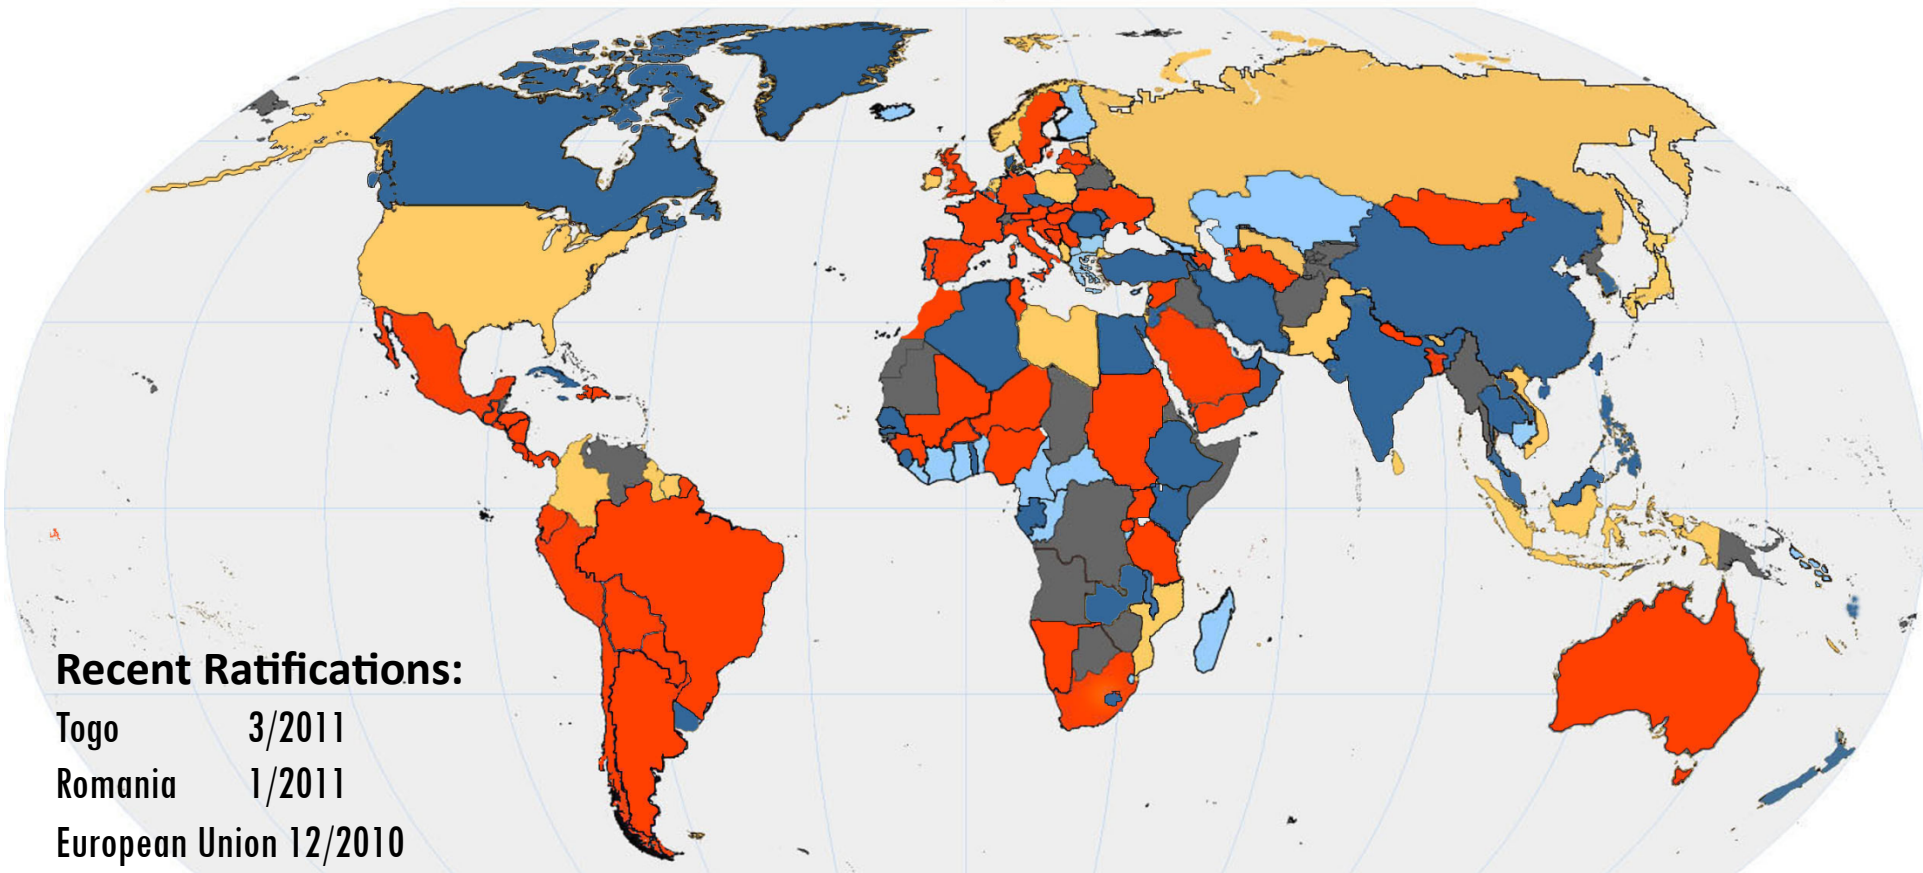 Recent Ratifications:
Togo 3/2011
Romania 1/2011
European Union 12/2010